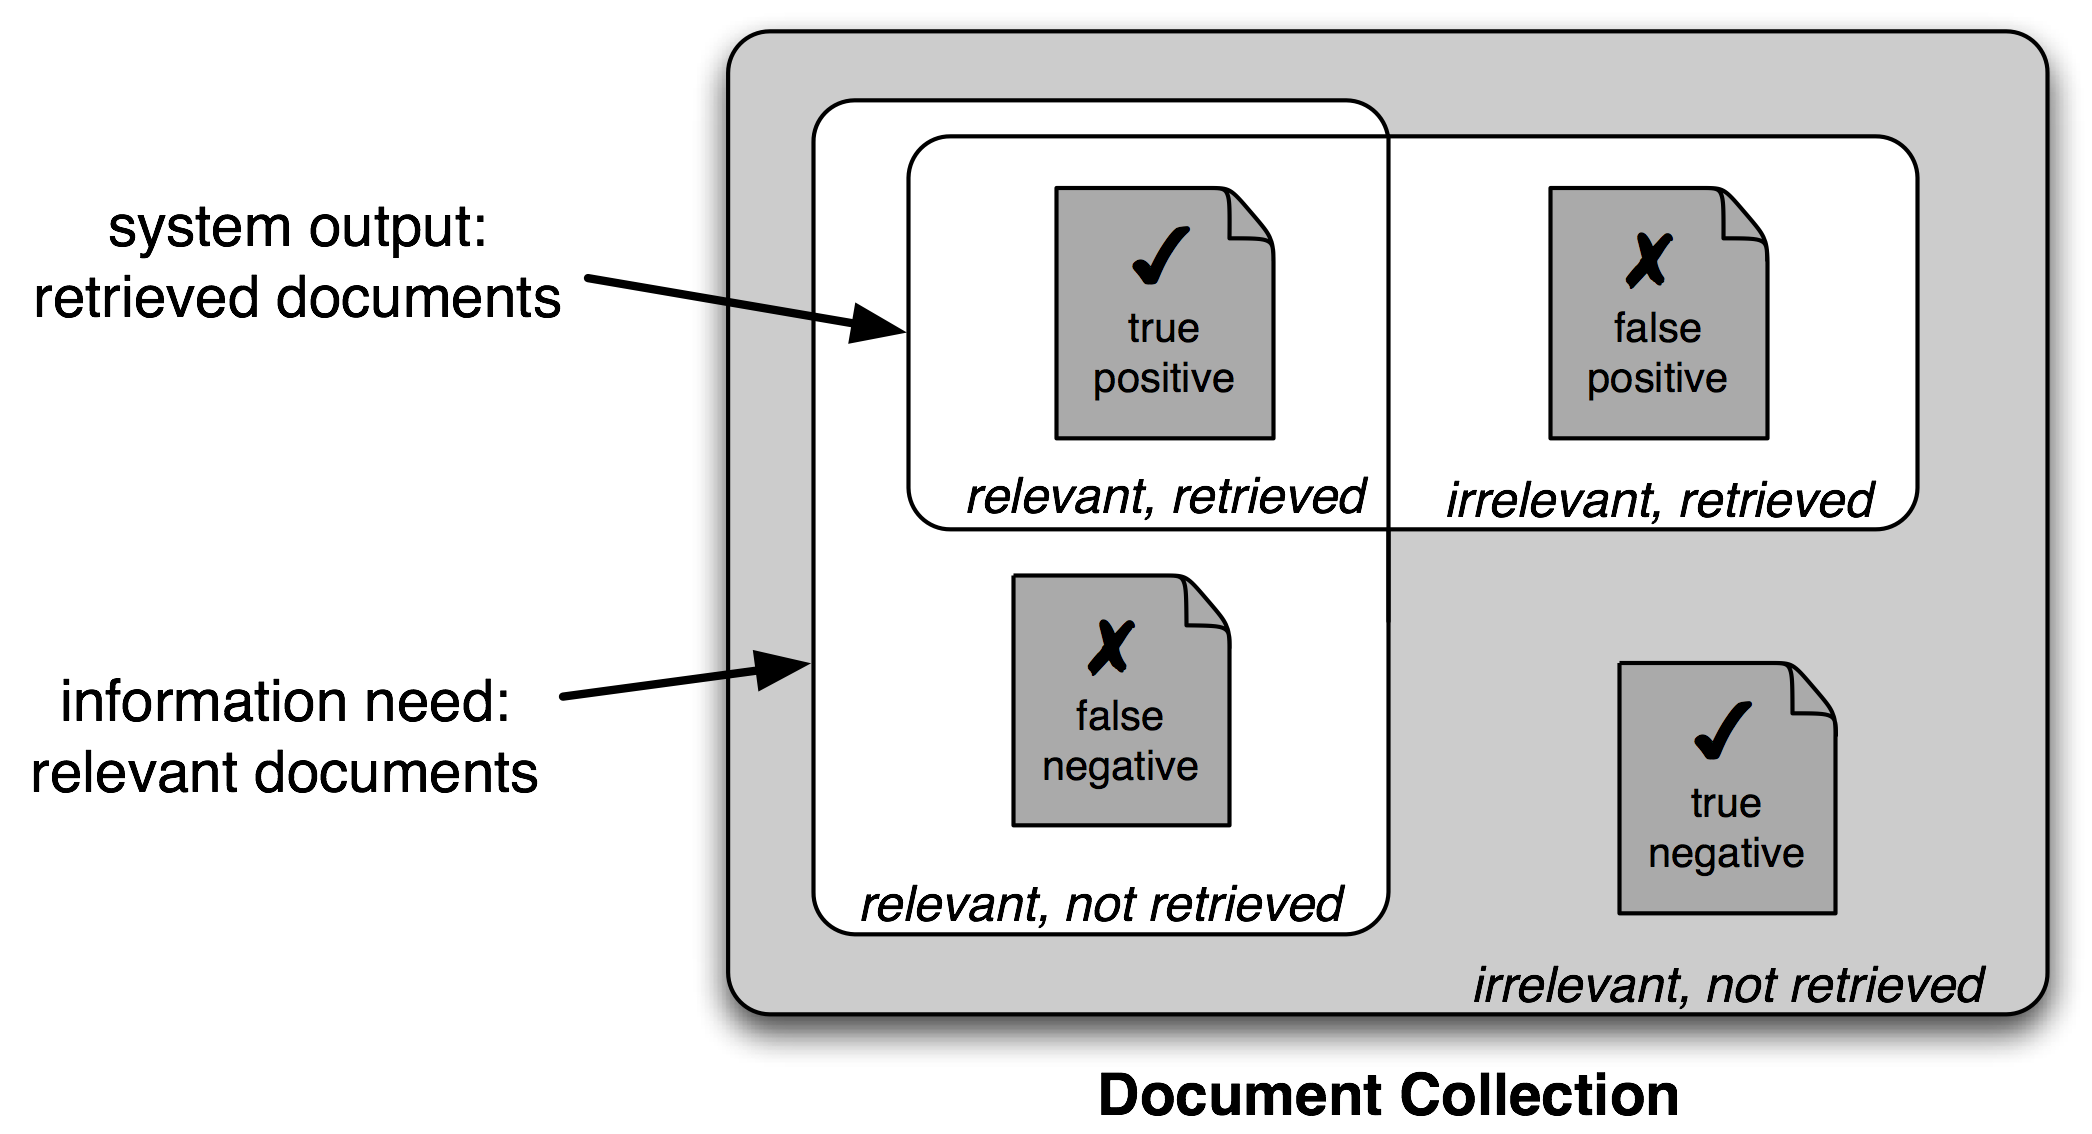 system output:
retrieved documents
✓
true
positive
✗
false
positive
relevant, retrieved
irrelevant, retrieved
information need:
relevant documents
✗
false
negative
relevant, not retrieved
✓
true
negative
irrelevant, not retrieved
Document Collection